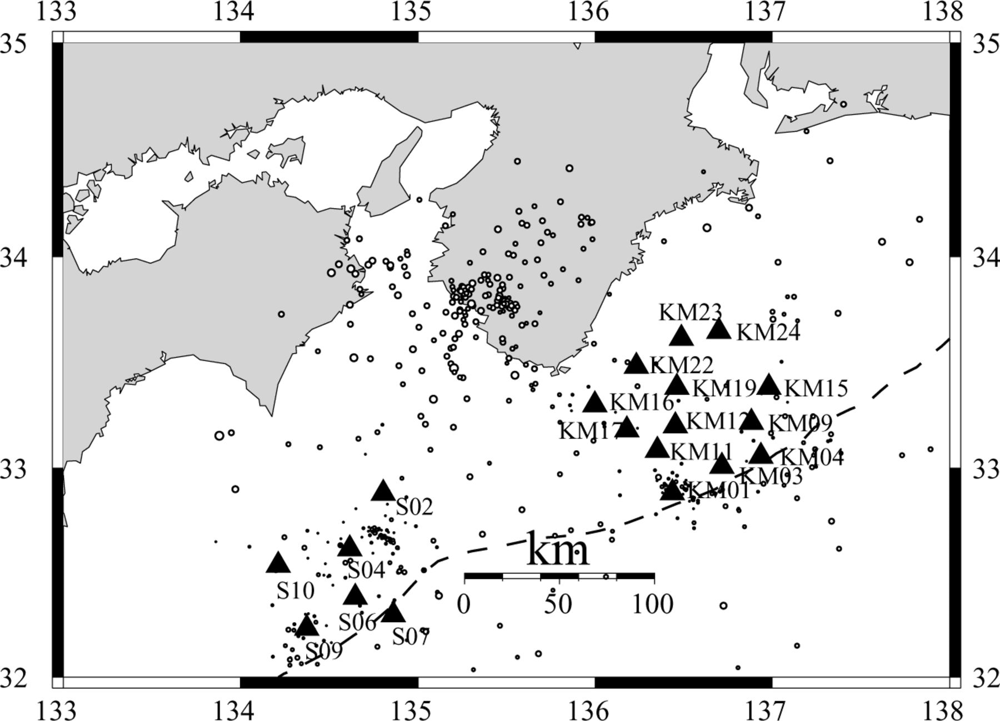 133 134 135 136 137 138
35 35
34 34
KM23
KM24
KM22
KM19 KM15
KM16
KM12 KM09
KM17
KM11 KM04
33 33
KM03
KM01
S02
km
S04
S10
0 50 100
S06
S07
S09
32 32
133 134 135 136 137 138